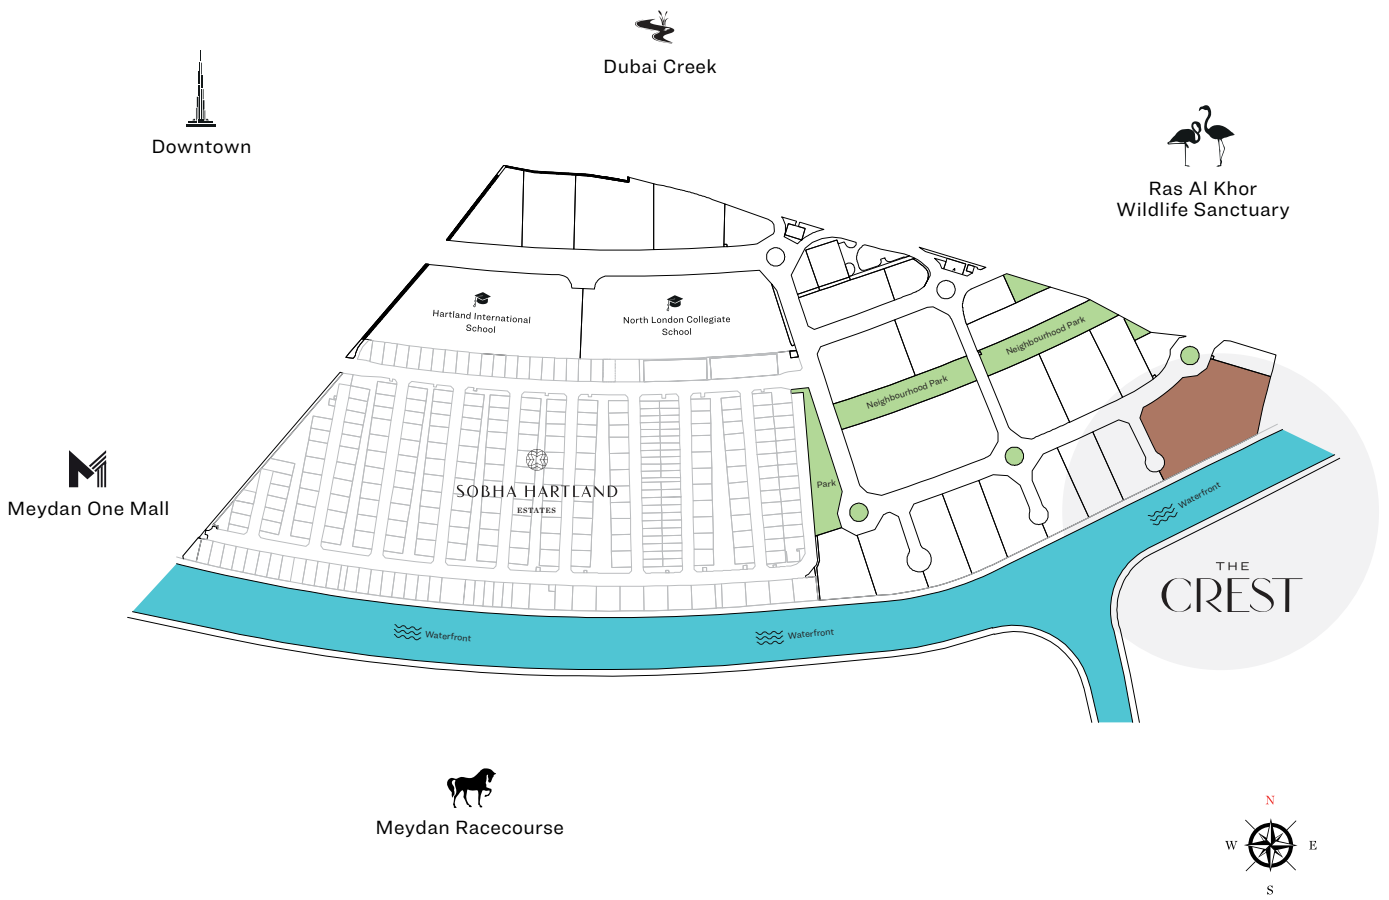 Dubai Creek
Downtown
Ras Al Khor
Wildlife Sanctuary
Hartland International
School
North London Collegiate
School
Neighbourhood Park
Neighbourhood Park
Park
SOBHA HARTLAND
ESTATES
Meydan One Mall
Waterfront
Waterfront
Waterfront
THE
CREST
Meydan Racecourse
N
W
E
S